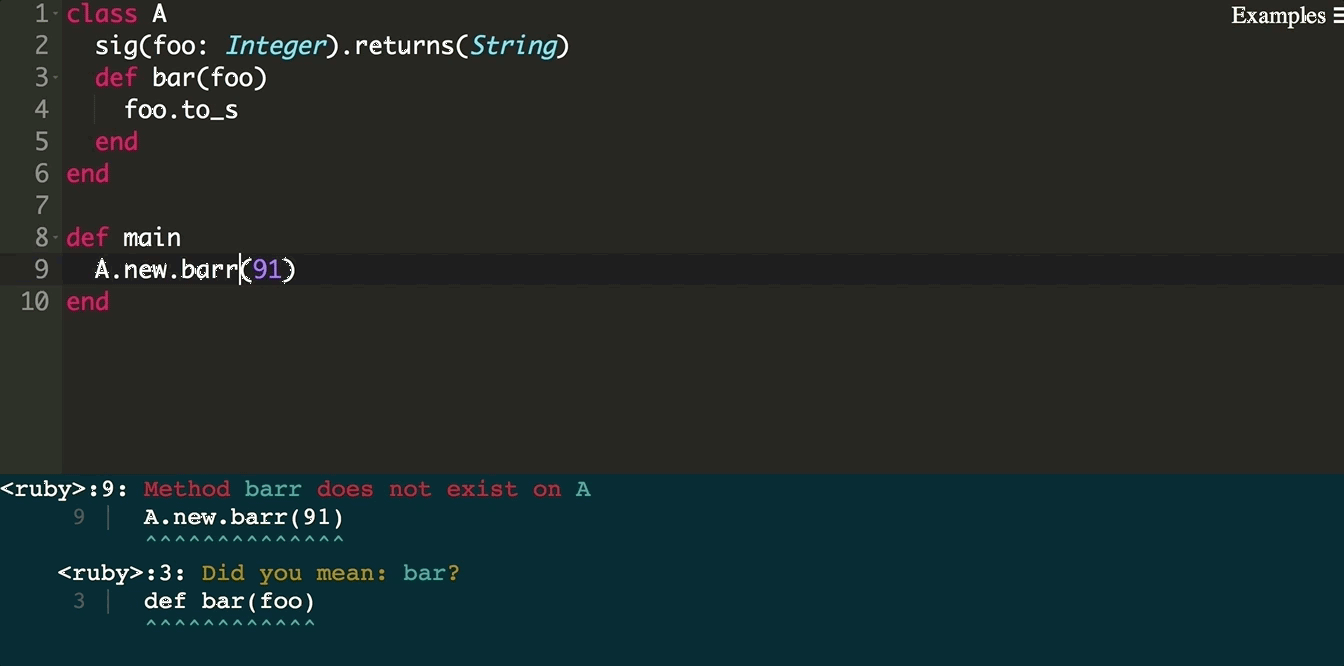 Examples ☰
1 class A
2   sig(foo: Integer).returns(String)
3   def bar(foo)
4     foo.to_s
5   end
6 end
7
8 def main
9   A.new.barr(91)
10 end
<ruby>:9: Method barr does not exist on A
9 |   A.new.barr(91)
^^^^^^^^^^^^^^
<ruby>:3: Did you mean: bar?
3 |   def bar(foo)
^^^^^^^^^^^^